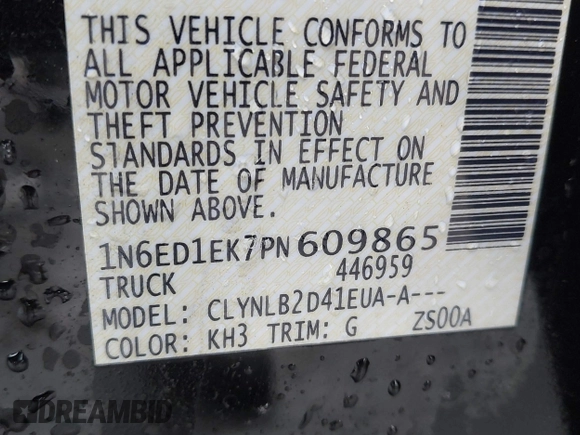 THIS VEHICLE CONFORMS TO
ALL APPLICABLE FEDERAL
MOTOR VEHICLE SAFETY AND
THEFT PREVENTION
STANDARDS IN EFFECT ON
THE DATE OF MANUFACTURE
SHOWN ABOVE.
1N6ED1EK7PN609865
TRUCK 446959
MODEL: CLYNLB2D41EUA-A---
COLOR: KH3 TRIM: G ZS00A
DREAMBID